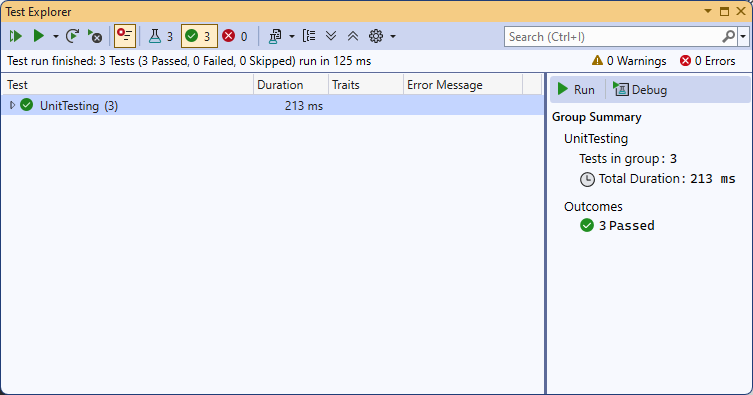 Test Explorer
3 3 0 Search (Ctrl+I)
Test run finished: 3 Tests (3 Passed, 0 Failed, 0 Skipped) run in 125 ms 0 Warnings 0 Errors
Test Duration Traits Error Message
UnitTesting (3) 213 ms
Run Debug
Group Summary
UnitTesting
Tests in group: 3
Total Duration: 213 ms
Outcomes
3 Passed